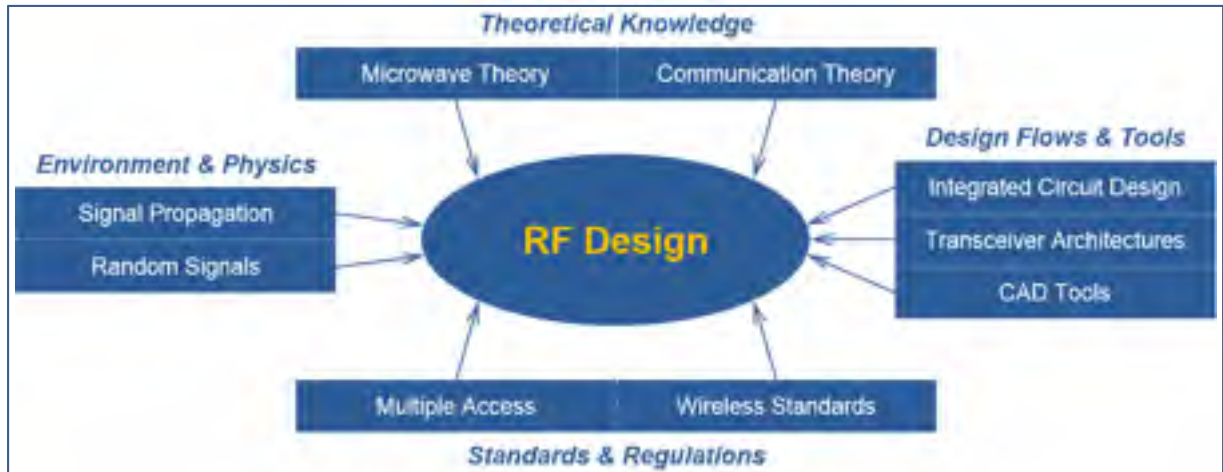 Theoretical Knowledge
Microwave Theory
Communication Theory
Environment & Physics
Signal Propagation
Random Signals
RF Design
Design Flows & Tools
Integrated Circuit Design
Transceiver Architectures
CAD Tools
Multiple Access
Wireless Standards
Standards & Regulations